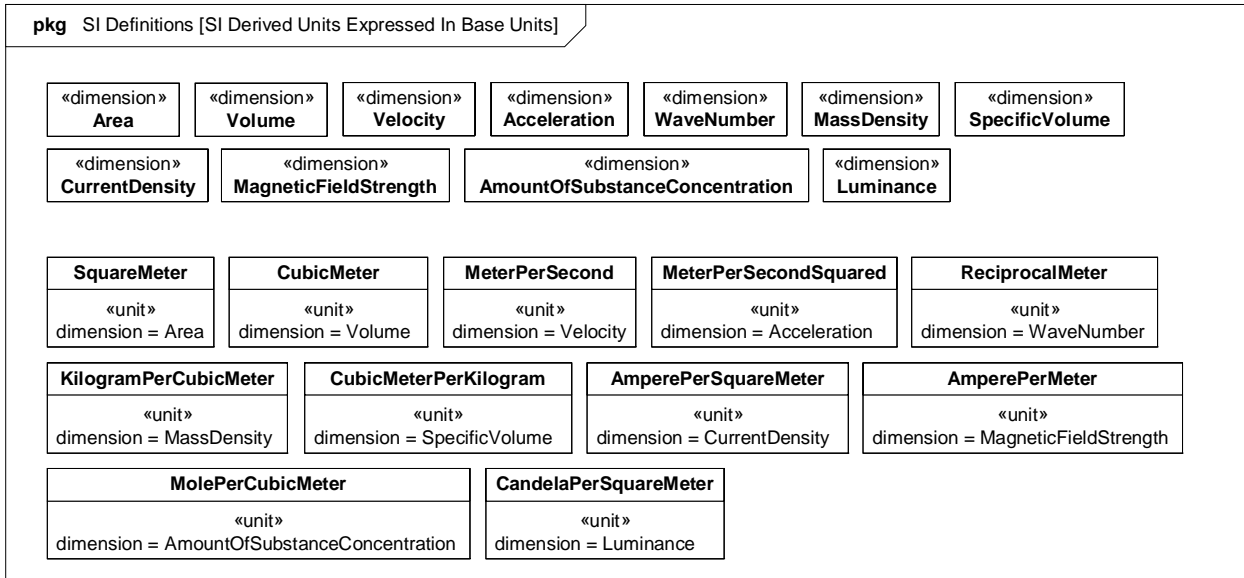 pkg SI Definitions [SI Derived Units Expressed In Base Units]
«dimension» «dimension» «dimension» «dimension» «dimension» «dimension» «dimension»
Area Volume Velocity Acceleration WaveNumber MassDensity SpecificVolume
«dimension» «dimension» «dimension» «dimension»
CurrentDensity MagneticFieldStrength AmountOfSubstanceConcentration Luminance
SquareMeter CubicMeter MeterPerSecond MeterPerSecondSquared ReciprocalMeter
«unit» «unit» «unit» «unit» «unit»
dimension = Area dimension = Volume dimension = Velocity dimension = Acceleration dimension = WaveNumber
KilogramPerCubicMeter CubicMeterPerKilogram AmperePerSquareMeter AmperePerMeter
«unit» «unit» «unit» «unit»
dimension = MassDensity dimension = SpecificVolume dimension = CurrentDensity dimension = MagneticFieldStrength
MolePerCubicMeter CandelaPerSquareMeter
«unit» «unit»
dimension = AmountOfSubstanceConcentration dimension = Luminance